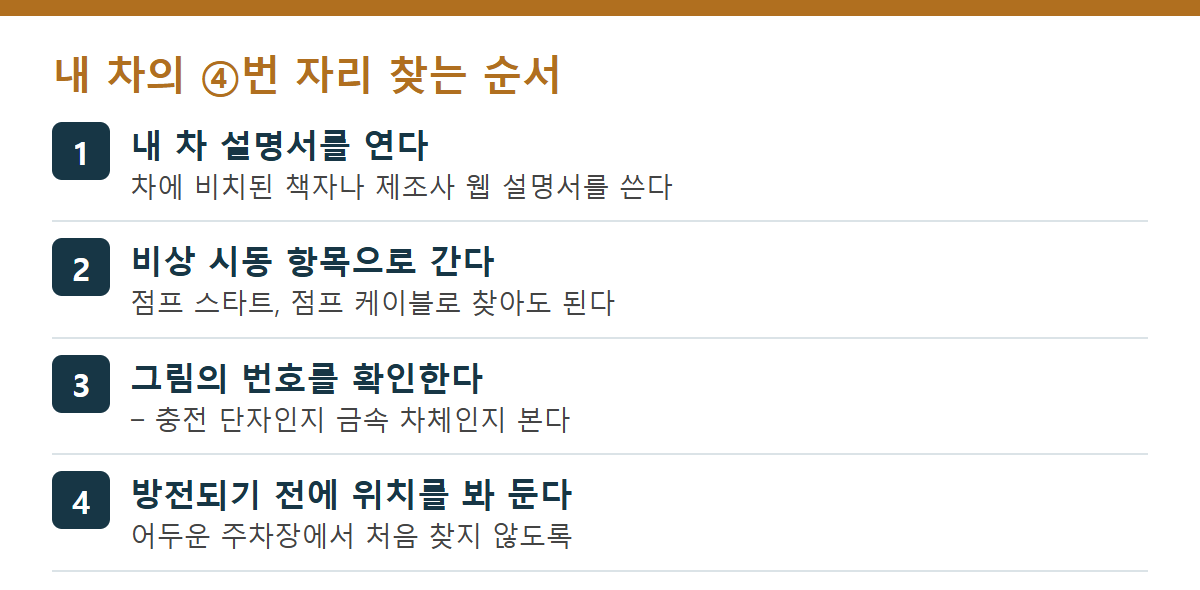 내 차의 ④번 자리 찾는 순서
1 내 차 설명서를 연다
차에 비치된 책자나 제조사 웹 설명서를 쓴다
2 비상 시동 항목으로 간다
점프 스타트, 점프 케이블로 찾아도 된다
3 그림의 번호를 확인한다
– 충전 단자인지 금속 차체인지 본다
4 방전되기 전에 위치를 봐 둔다
어두운 주차장에서 처음 찾지 않도록